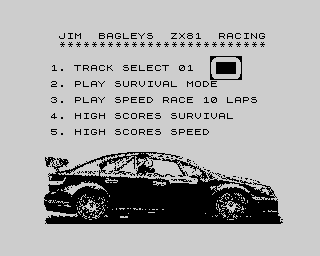 JIM BAGLEYS ZX81 RACING
**************************
1. TRACK SELECT 01
2. PLAY SURVIVAL MODE
3. PLAY SPEED RACE 10 LAPS
4. HIGH SCORES SURVIVAL
5. HIGH SCORES SPEED